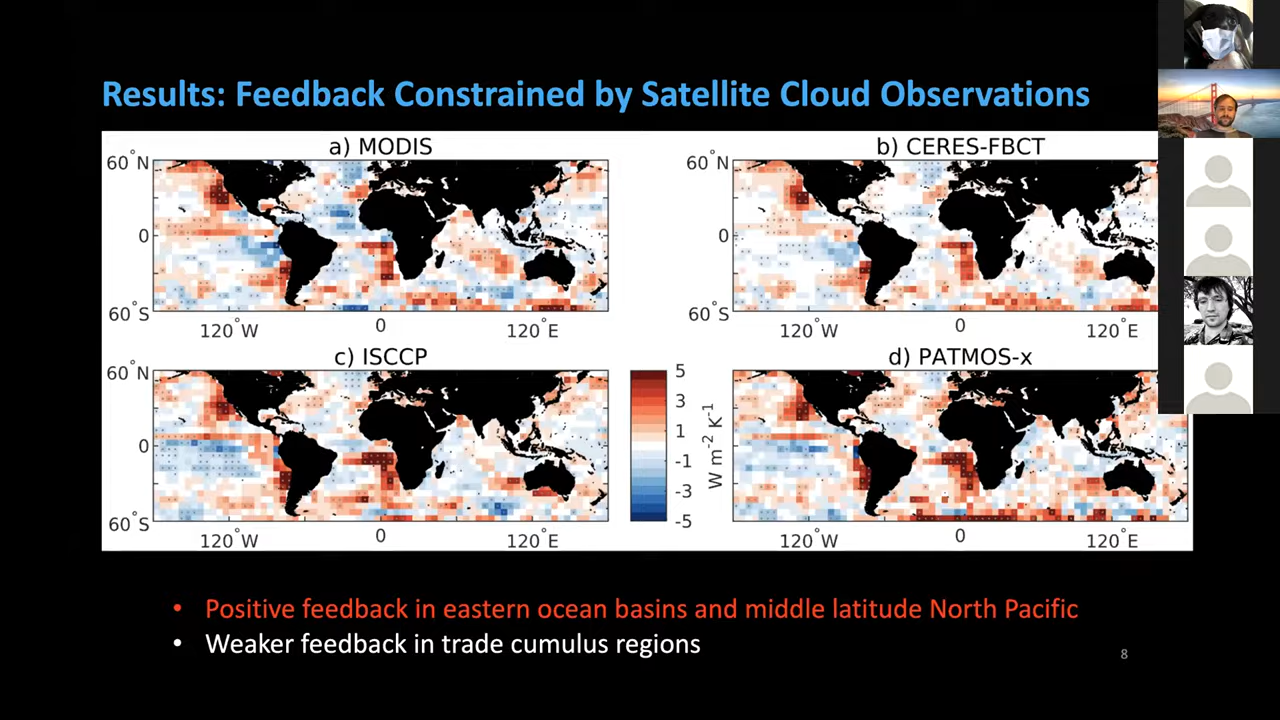 Results: Feedback Constrained by Satellite Cloud Observations
a) MODIS
60°N
0
60°S
120°W
0
120°E
b) CERES-FBCT
60°N
0
60°S
120°W
0
120°E
c) ISCCP
60°N
0
60°S
120°W
0
120°E
5
3
1
-1
-3
-5
W m-2 K-1
d) PATMOS-x
120°W
0
120°E
• Positive feedback in eastern ocean basins and middle latitude North Pacific
• Weaker feedback in trade cumulus regions
8